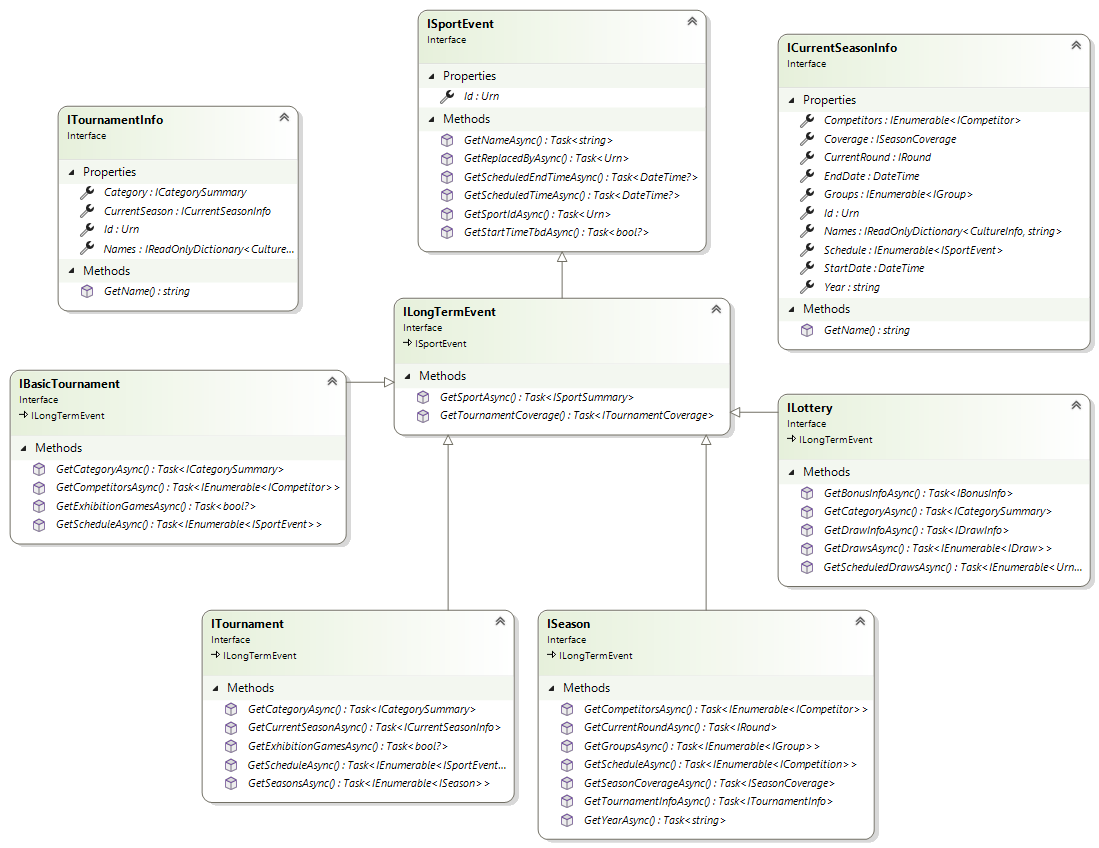 ISportEvent
Interface
Properties
Id : Urn
Methods
GetNameAsync() : Task<string>
GetReplacedByAsync() : Task<Urn>
GetScheduledEndTimeAsync() : Task<DateTime?>
GetScheduledTimeAsync() : Task<DateTime?>
GetSportIdAsync() : Task<Urn>
GetStartTimeTbdAsync() : Task<bool?>
ICurrentSeasonInfo
Interface
Properties
Competitors : IEnumerable<ICompetitor>
Coverage : ISeasonCoverage
CurrentRound : IRound
EndDate : DateTime
Groups : IEnumerable<IGroup>
Id : Urn
Names : IReadOnlyDictionary<CultureInfo, string>
Schedule : IEnumerable<ISportEvent>
StartDate : DateTime
Year : string
Methods
GetName() : string
ITournamentInfo
Interface
Properties
Category : ICategorySummary
CurrentSeason : ICurrentSeasonInfo
Id : Urn
Names : IReadOnlyDictionary<Culture...
Methods
GetName() : string
ILongTermEvent
Interface
ISportEvent
Methods
GetSportAsync() : Task<ISportSummary>
GetTournamentCoverage() : Task<ITournamentCoverage>
IBasicTournament
Interface
ILongTermEvent
Methods
GetCategoryAsync() : Task<ICategorySummary>
GetCompetitorsAsync() : Task<IEnumerable<ICompetitor>>
GetExhibitionGamesAsync() : Task<bool?>
GetScheduleAsync() : Task<IEnumerable<ISportEvent>>
ILottery
Interface
ILongTermEvent
Methods
GetBonusInfoAsync() : Task<IBonusInfo>
GetCategoryAsync() : Task<ICategorySummary>
GetDrawInfoAsync() : Task<IDrawInfo>
GetDrawsAsync() : Task<IEnumerable<IDraw>>
GetScheduledDrawsAsync() : Task<IEnumerable<Urn...
ITournament
Interface
ILongTermEvent
Methods
GetCategoryAsync() : Task<ICategorySummary>
GetCurrentSeasonAsync() : Task<ICurrentSeasonInfo>
GetExhibitionGamesAsync() : Task<bool?>
GetScheduleAsync() : Task<IEnumerable<ISportEvent...
GetSeasonsAsync() : Task<IEnumerable<ISeason>>
ISeason
Interface
ILongTermEvent
Methods
GetCompetitorsAsync() : Task<IEnumerable<ICompetitor>>
GetCurrentRoundAsync() : Task<IRound>
GetGroupsAsync() : Task<IEnumerable<IGroup>>
GetScheduleAsync() : Task<IEnumerable<ICompetition>>
GetSeasonCoverageAsync() : Task<ISeasonCoverage>
GetTournamentInfoAsync() : Task<ITournamentInfo>
GetYearAsync() : Task<string>